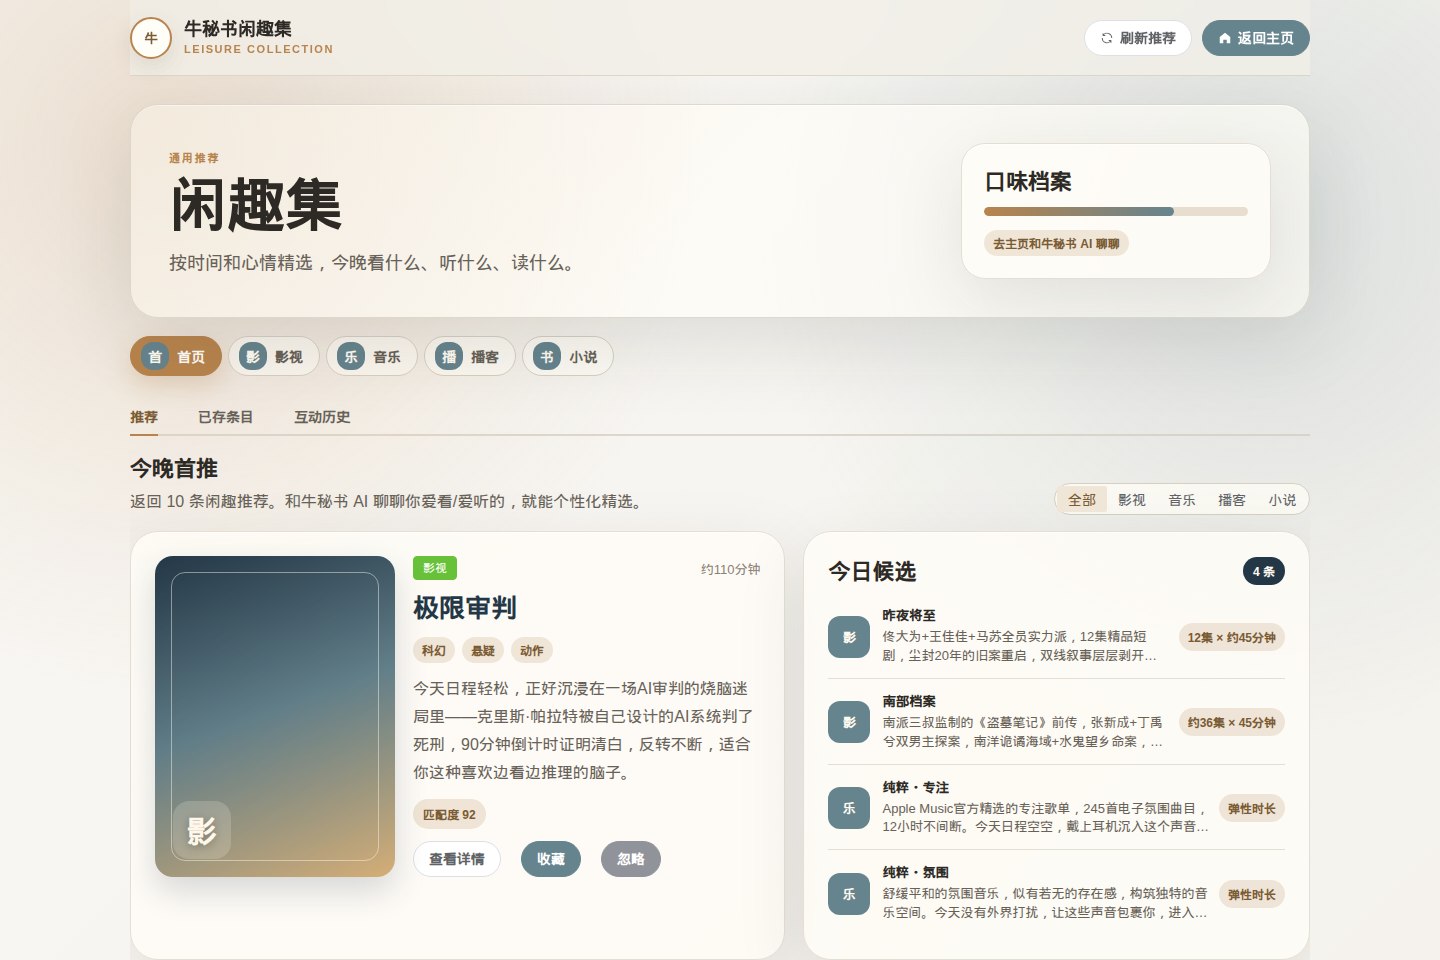 牛
牛秘书闲趣集
LEISURE COLLECTION
刷新推荐
返回主页
通用推荐
闲趣集
按时间和心情精选，今晚看什么、听什么、读什么。
口味档案
去主页和牛秘书 AI 聊聊
首 首页
影 影视
乐 音乐
播 播客
书 小说
推荐
已存条目
互动历史
今晚首推
返回 10 条闲趣推荐。和牛秘书 AI 聊聊你爱看/爱听的，就能个性化精选。
全部
影视
音乐
播客
小说
影
影视
约110分钟
极限审判
科幻
悬疑
动作
今天日程轻松，正好沉浸在一场AI审判的烧脑迷
局里——克里斯·帕拉特被自己设计的AI系统判了
死刑，90分钟倒计时证明清白，反转不断，适合
你这种喜欢边看边推理的脑子。
匹配度 92
查看详情
收藏
忽略
今日候选
4 条
影
昨夜将至
佟大为+王佳佳+马苏全员实力派，12集精品短
剧，尘封20年的旧案重启，双线叙事层层剥开…
12集 × 约45分钟
影
南部档案
南派三叔监制的《盗墓笔记》前传，张新成+丁禹
兮双男主探案，南洋诡谲海域+水鬼望乡命案，…
约36集 × 45分钟
乐
纯粹・专注
Apple Music官方精选的专注歌单，245首电子氛围曲目，
12小时不间断。今天日程空空，戴上耳机沉入这个声音…
弹性时长
乐
纯粹・氛围
舒缓平和的氛围音乐，似有若无的存在感，构筑独特的音
乐空间。今天没有外界打扰，让这些声音包裹你，进入…
弹性时长